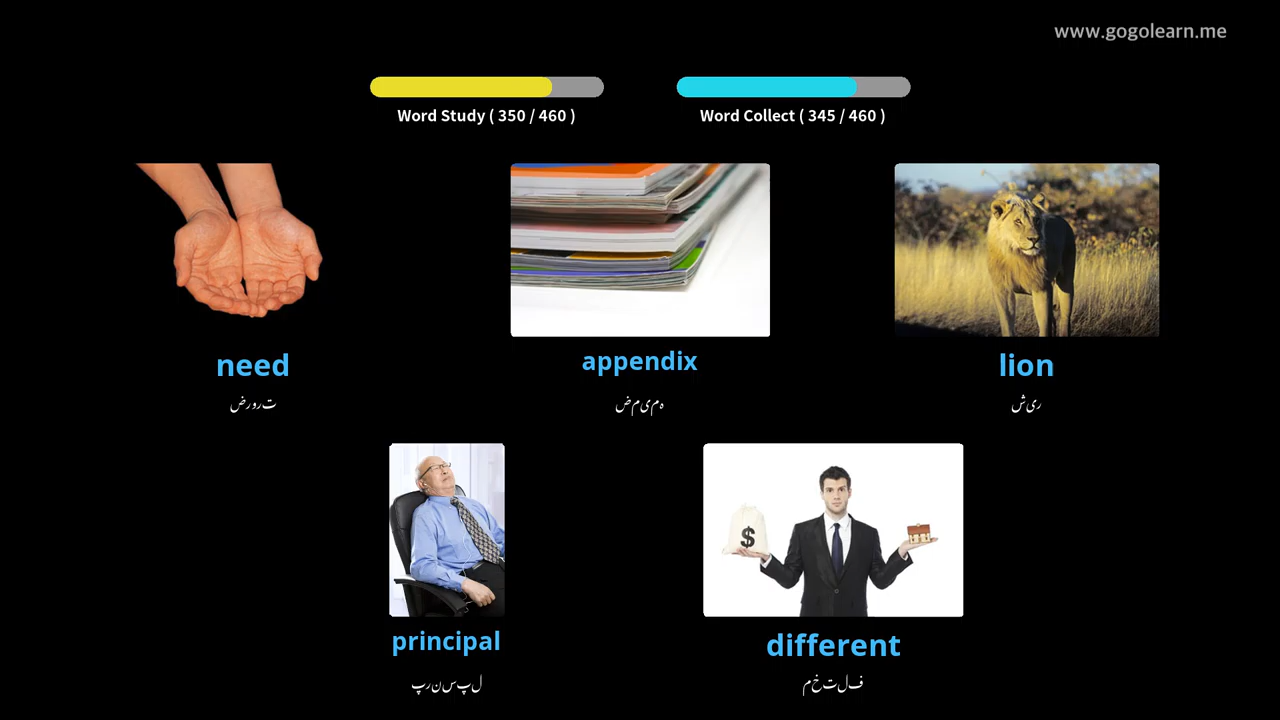 www.gogolearn.me
Word Study ( 350 / 460 )
Word Collect ( 345 / 460 )
need
appendix
lion
ضرورت
ضمیمہ
شیر
principal
different
پرنسپل
مختلف